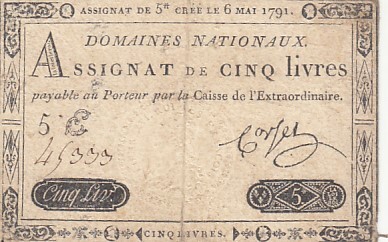 ASSIGNAT DE 5ᵗᵗ CRÉÉ LE 6 MAI 1791.
DOMAINES NATIONAUX.
ASSIGNAT DE CINQ livres
payable au Porteur par la Caisse de l'Extraordinaire.
5 C
45333
Corsel
Cinq Liv.
5
CINQ LIVRES.